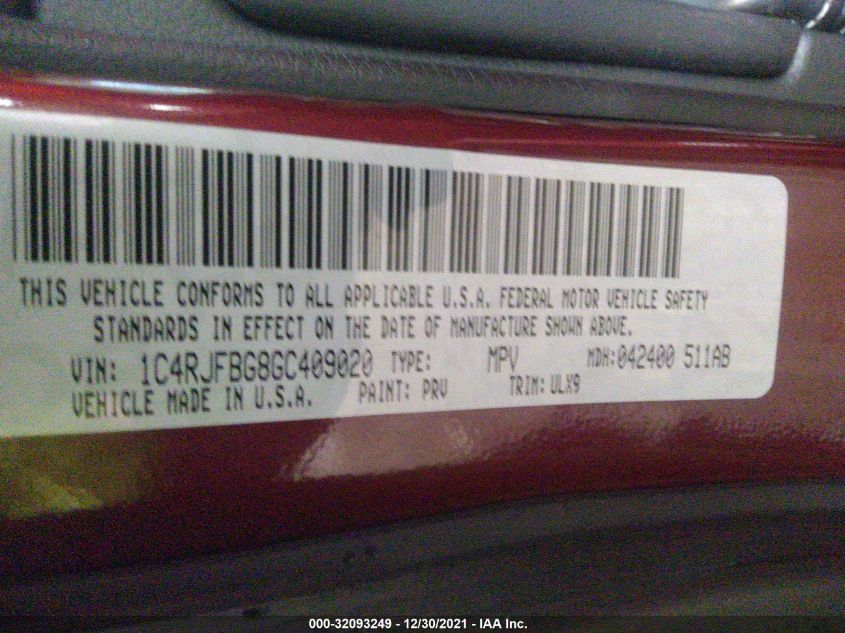 THIS VEHICLE CONFORMS TO ALL APPLICABLE U.S.A. FEDERAL MOTOR VEHICLE SAFETY
STANDARDS IN EFFECT ON THE DATE OF MANUFACTURE SHOWN ABOVE.
VIN: 1C4RJFBG8GC409020 TYPE: MPV MDH:042400 511AB
VEHICLE MADE IN U.S.A. PAINT: PRV TRIM: ULX9
000-32093249 - 12/30/2021 - IAA Inc.